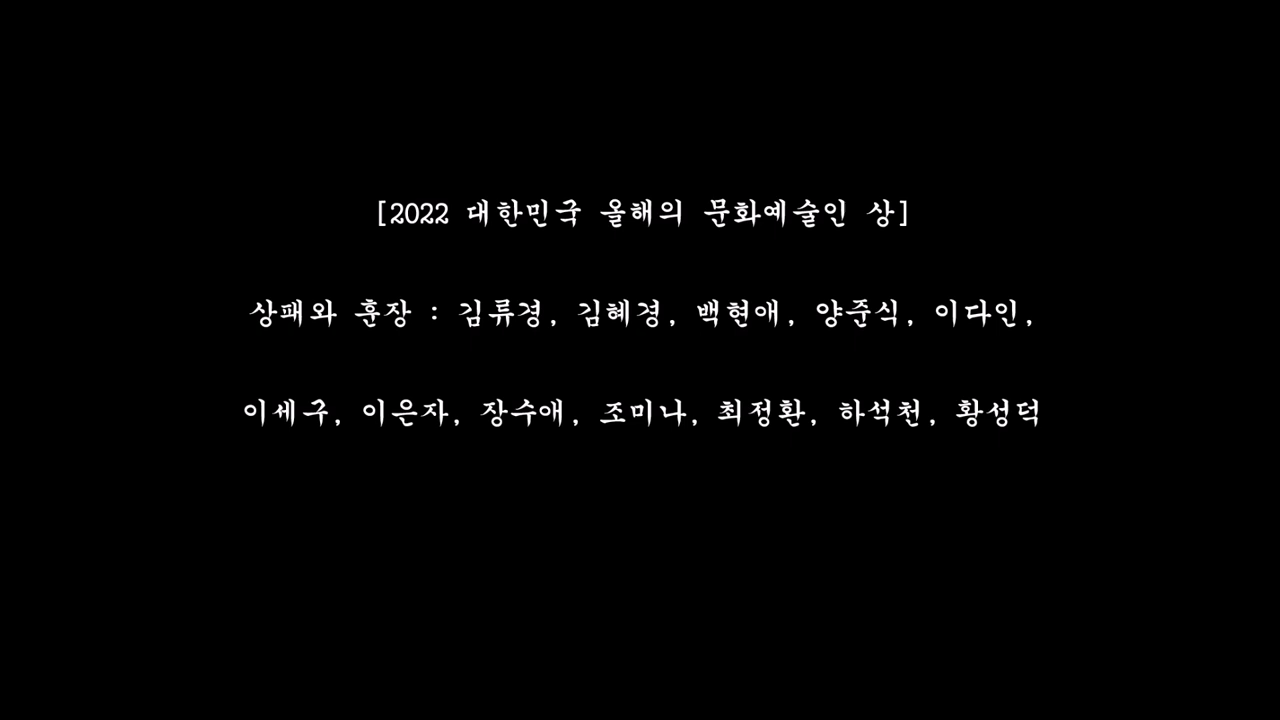 [2022 대한민국 올해의 문화예술인 상]
상패와 훈장 : 김류경, 김혜경, 백현애, 양준식, 이다인,
이세구, 이은자, 장수애, 조미나, 최정환, 하석천, 황성덕